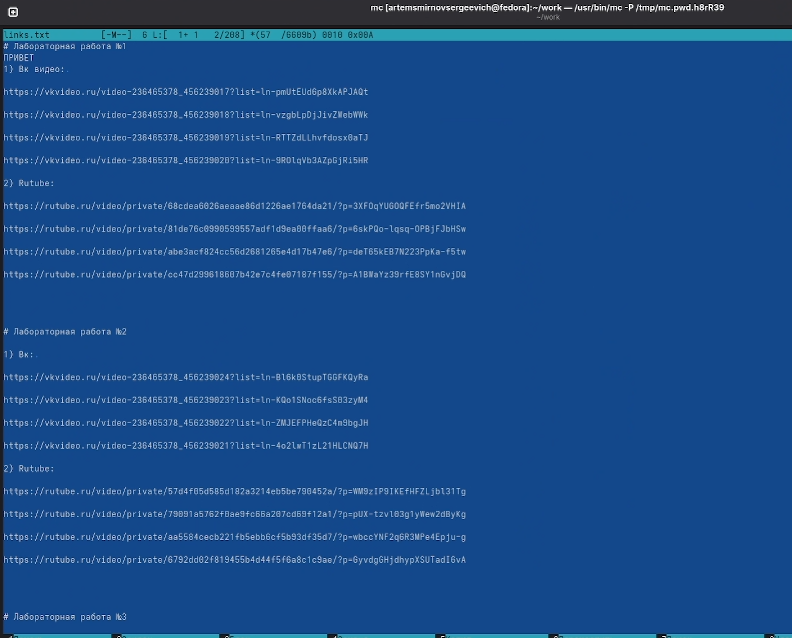 mc [artemsmirnovsergeevich@fedora]:~/work — /usr/bin/mc -P /tmp/mc.pwd.h8rR39
~/work
links.txt [-M--] 6 L:[ 1+ 1 2/208] *(57 /6609b) 0010 0x00A
# Лабораторная работа №1
ПРИВЕТ
1) Вк видео:
https://vkvideo.ru/video-236465378_456239017?list=ln-pmUtEUd6p8XkAPJAQt
https://vkvideo.ru/video-236465378_456239018?list=ln-vzgbLpDjJivZWebWWk
https://vkvideo.ru/video-236465378_456239019?list=ln-RTTZdLLhvfdosx0aTJ
https://vkvideo.ru/video-236465378_456239020?list=ln-9ROlqVb3AZpGjRi5HR
2) Rutube:
https://rutube.ru/video/private/68cdea6026aeaae86d1226ae1764da21/?p=3XFOqYU6OQFEfr5mo2VHIA
https://rutube.ru/video/private/81de76c0990599557adf1d9ea00ffaa6/?p=6skPQo-lqsq-OPBjFJbHSw
https://rutube.ru/video/private/abe3acf824cc56d2681265e4d17b47e6/?p=deT65kEB7N223PpKa-f5tw
https://rutube.ru/video/private/cc47d299618607b42e7c4fe07187f155/?p=A1BWaYz39rfE8SY1nGvjDQ
# Лабораторная работа №2
1) Вк:
https://vkvideo.ru/video-236465378_456239024?list=ln-Bl6k0StupTGGFKQyRa
https://vkvideo.ru/video-236465378_456239023?list=ln-KQo1SNoc6fsS03zyM4
https://vkvideo.ru/video-236465378_456239022?list=ln-ZMJEFPHeQzC4m9bgJH
https://vkvideo.ru/video-236465378_456239021?list=ln-4o2lwT1zL21HLCNQ7H
2) Rutube:
https://rutube.ru/video/private/57d4f05d585d182a3214eb5be790452a/?p=WM9zIP9IKEfHFZLjbl31Tg
https://rutube.ru/video/private/79091a5762f0ae9fc66a207cd69f12a1/?p=pUX-tzvl03g1yWew2dByKg
https://rutube.ru/video/private/aa5584cecb221fb5ebb6cf5b93df35d7/?p=wbccYNF2q6R3MPe4Epju-g
https://rutube.ru/video/private/6792dd02f819455b4d44f5f6a8c1c9ae/?p=6yvdgGHjdhypXSUTadI6vA
# Лабораторная работа №3